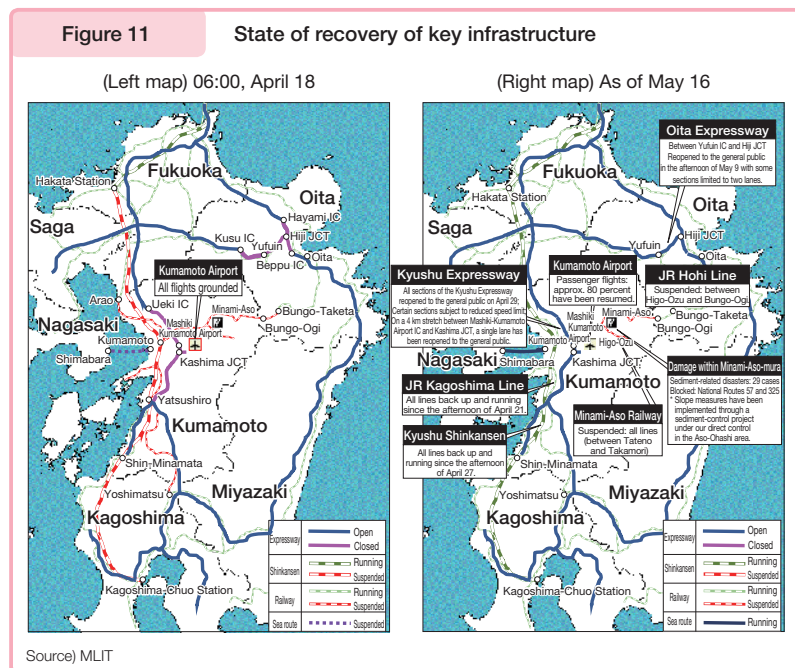 Figure 11
State of recovery of key infrastructure
(Left map) 06:00, April 18
Fukuoka
Hakata Station
Oita
Saga
Hayami IC
Kusu IC
Yufuin
Hiji JCT
Beppu IC
Oita
Kumamoto Airport
All flights grounded
Arao
Ueki IC
Minami-Aso
Bungo-Taketa
Bungo-Ogi
Nagasaki
Mashiki
Kumamoto Airport
Kumamoto
Shimabara
Kashima JCT
Yatsushiro
Kumamoto
Shin-Minamata
Yoshimatsu
Miyazaki
Kagoshima
Kagoshima-Chuo Station
Expressway
Open
Closed
Shinkansen
Running
Suspended
Railway
Running
Suspended
Sea route
Suspended
(Right map) As of May 16
Oita Expressway
Between Yufuin IC and Hiji JCT
Reopened to the general public
in the afternoon of May 9 with some
sections limited to two lanes.
Fukuoka
Hakata Station
Oita
Saga
Hiji JCT
Yufuin
Oita
Kyushu Expressway
All sections of the Kyushu Expressway
reopened to the general public on April 29;
Certain sections subject to reduced speed limit;
On a 4 km stretch between Mashiki-Kumamoto
Airport IC and Kashima JCT, a single lane has
been reopened to the general public.
Kumamoto Airport
Passenger flights:
approx. 80 percent
have been resumed.
JR Hohi Line
Suspended: between
Higo-Ozu and Bungo-Ogi
Minami-Aso
Bungo-Taketa
Bungo-Ogi
Mashiki
Kumamoto
Airport
Kumamoto
Higo-Ozu
Nagasaki
Shimabara
Kashima JCT
Kumamoto
Damage within Minami-Aso-mura
Sediment-related disasters: 29 cases
Blocked: National Routes 57 and 325
* Slope measures have been
implemented through a
sediment-control project
under our direct control
in the Aso-Ohashi area.
JR Kagoshima Line
All lines back up and running
since the afternoon of April 21.
Minami-Aso Railway
Suspended: all lines
(between Tateno
and Takamori)
Kyushu Shinkansen
All lines back up and
running since the afternoon
of April 27.
Shin-Minamata
Yoshimatsu
Miyazaki
Kagoshima
Kagoshima-Chuo Station
Expressway
Open
Closed
Shinkansen
Running
Suspended
Railway
Running
Suspended
Sea route
Running
Source) MLIT